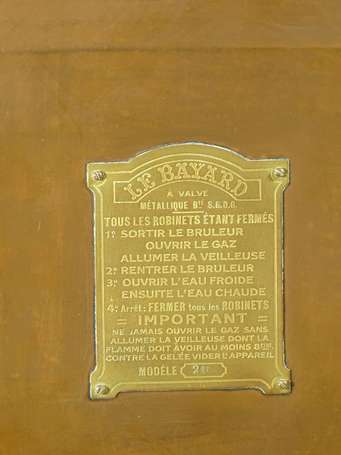 LE BAYARD
A VALVE
MÉTALLIQUE Bté S.G.D.G.
TOUS LES ROBINETS ÉTANT FERMÉS
1º SORTIR LE BRULEUR
OUVRIR LE GAZ
ALLUMER LA VEILLEUSE
2º RENTRER LE BRULEUR
3º OUVRIR L'EAU FROIDE
ENSUITE L'EAU CHAUDE
4º Arrêt: FERMER tous les ROBINETS
= IMPORTANT =
NE JAMAIS OUVRIR LE GAZ SANS
ALLUMER LA VEILLEUSE DONT LA
FLAMME DOIT AVOIR AU MOINS 8m/m.
CONTRE LA GELÉE VIDER L'APPAREIL
MODÈLE